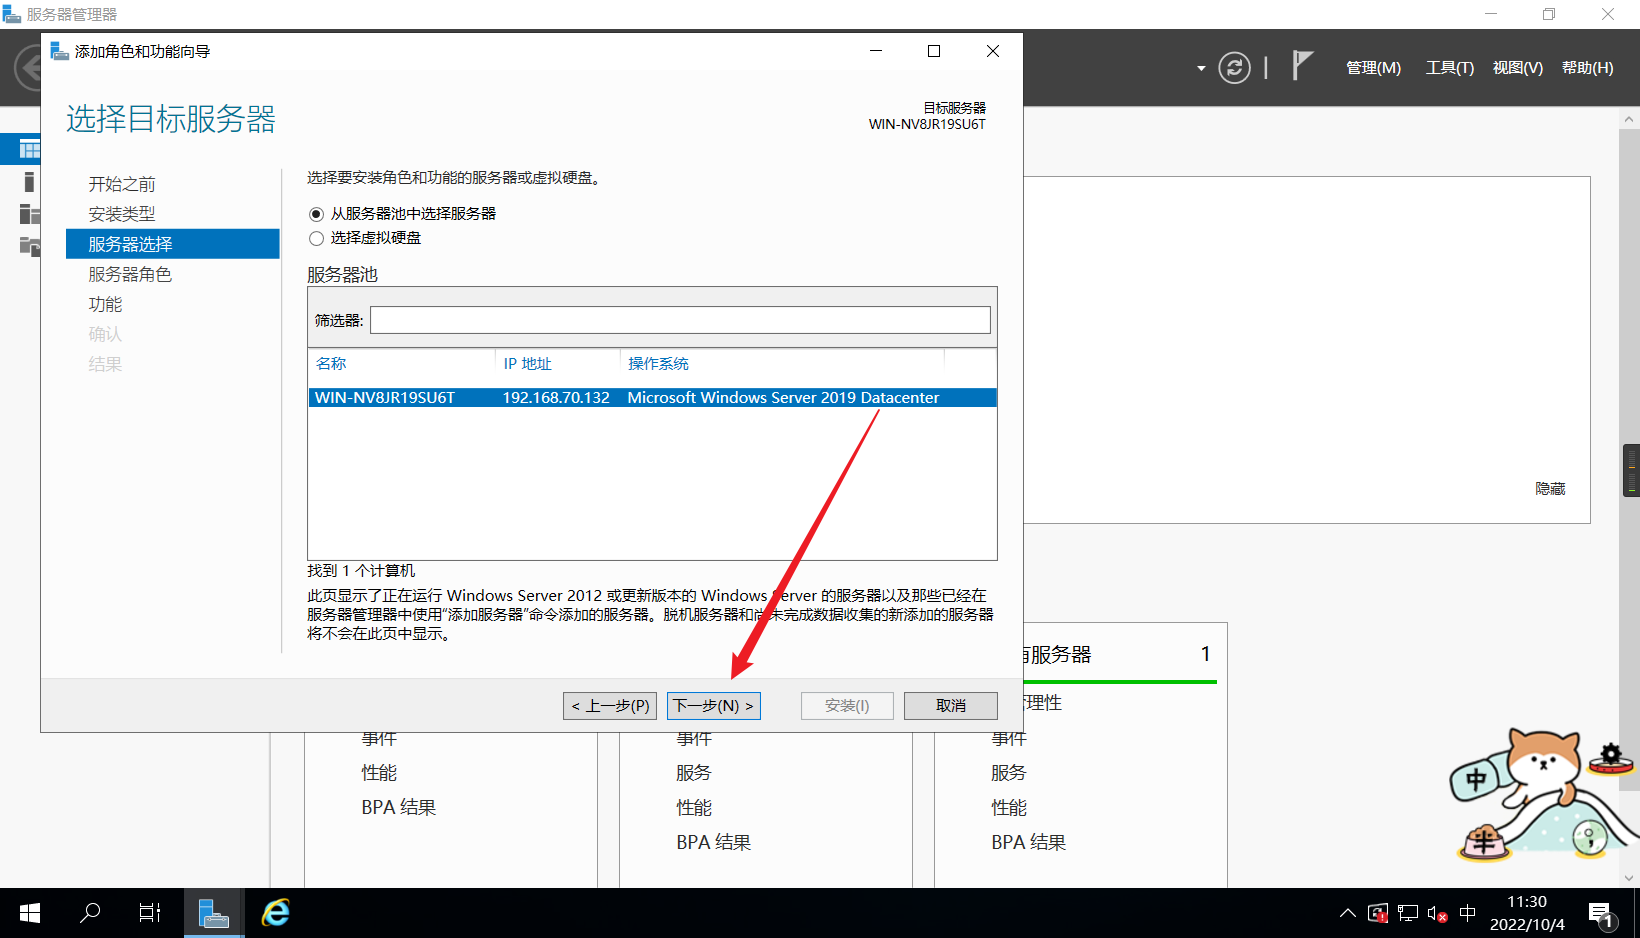 服务器管理器
添加角色和功能向导
管理(M)
工具(T)
视图(V)
帮助(H)
选择目标服务器
目标服务器
WIN-NV8JR19SU6T
开始之前
安装类型
服务器选择
服务器角色
功能
确认
结果
选择要安装角色和功能的服务器或虚拟硬盘。
从服务器池中选择服务器
选择虚拟硬盘
服务器池
筛选器:
名称 IP 地址 操作系统
WIN-NV8JR19SU6T 192.168.70.132 Microsoft Windows Server 2019 Datacenter
找到 1 个计算机
此页显示了正在运行 Windows Server 2012 或更新版本的 Windows Server 的服务器以及那些已经在
服务器管理器中使用“添加服务器”命令添加的服务器。脱机服务器和尚未完成数据收集的新添加的服务器
将不会在此页中显示。
< 上一步(P)
下一步(N) >
安装(I)
取消
隐藏
有服务器 1
管理性
事件
性能
BPA 结果
事件
服务
性能
BPA 结果
事件
服务
性能
BPA 结果
中
半
中
11:30
2022/10/4
1